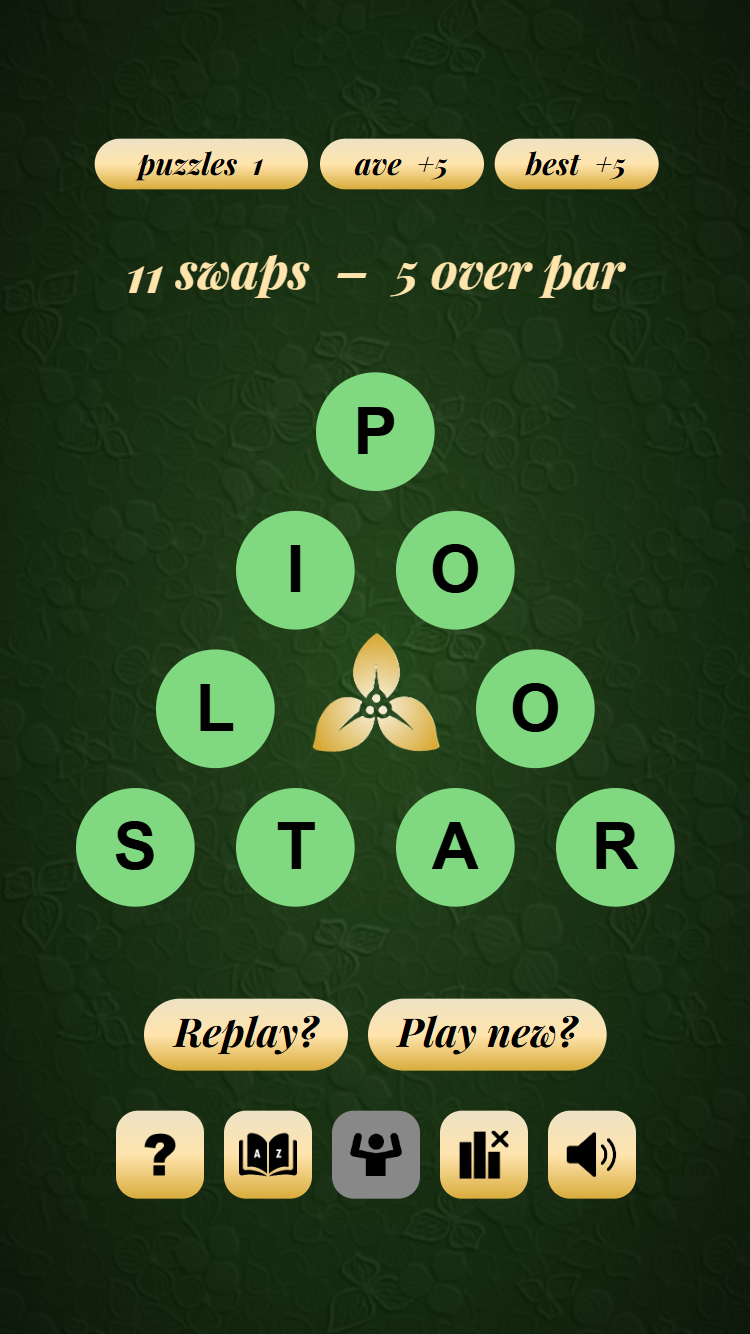 puzzles 1 ave +5 best +5
11 swaps – 5 over par
P
I O
L O
S T A R
Replay? Play new?
? A Z